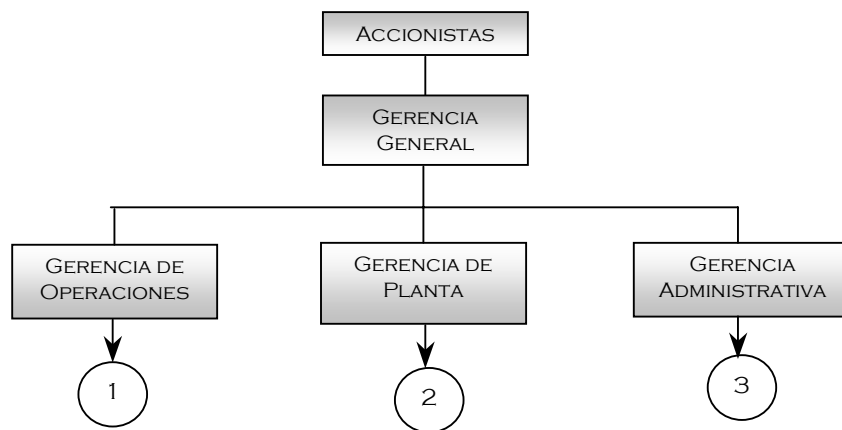 Accionistas
Gerencia
General
Gerencia de
Operaciones
Gerencia de
Planta
Gerencia
Administrativa
1
2
3